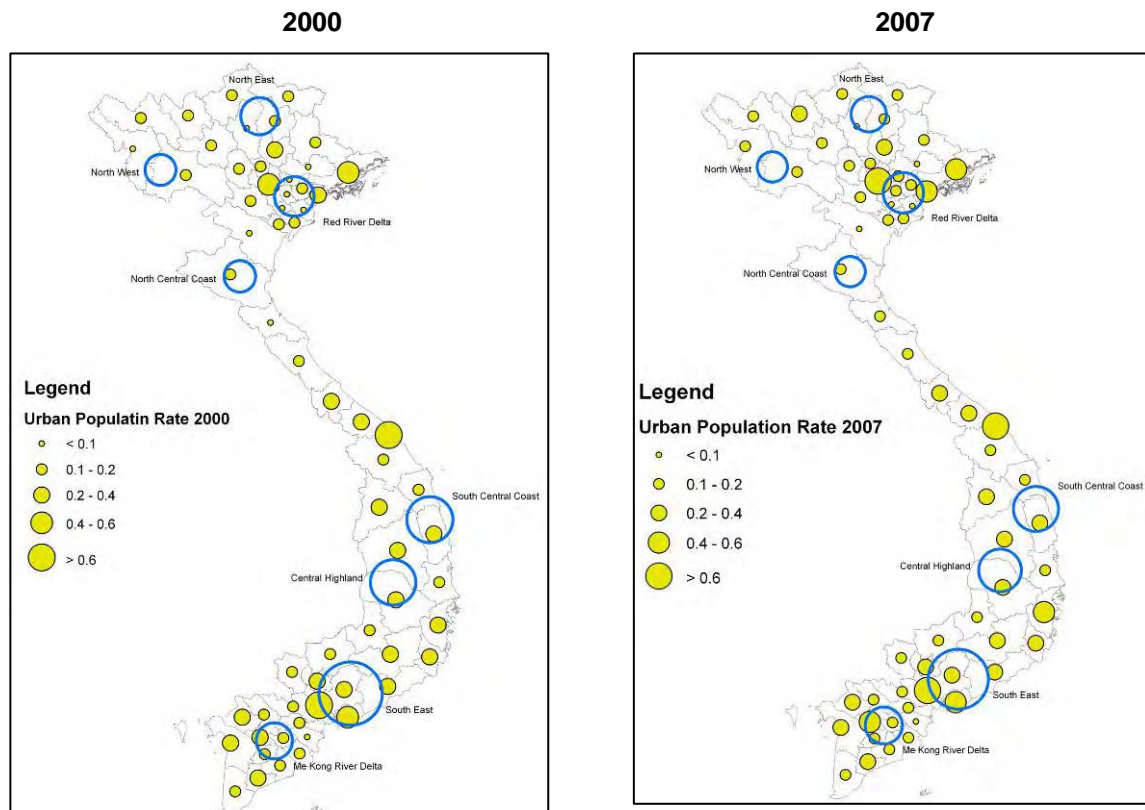 2000
North East
North West
Red River Delta
North Central Coast
Legend
Urban Populatin Rate 2000
< 0.1
0.1 - 0.2
0.2 - 0.4
0.4 - 0.6
> 0.6
South Central Coast
Central Highland
South East
Me Kong River Delta
2007
North East
North West
Red River Delta
North Central Coast
Legend
Urban Population Rate 2007
< 0.1
0.1 - 0.2
0.2 - 0.4
0.4 - 0.6
> 0.6
South Central Coast
Central Highland
South East
Me Kong River Delta